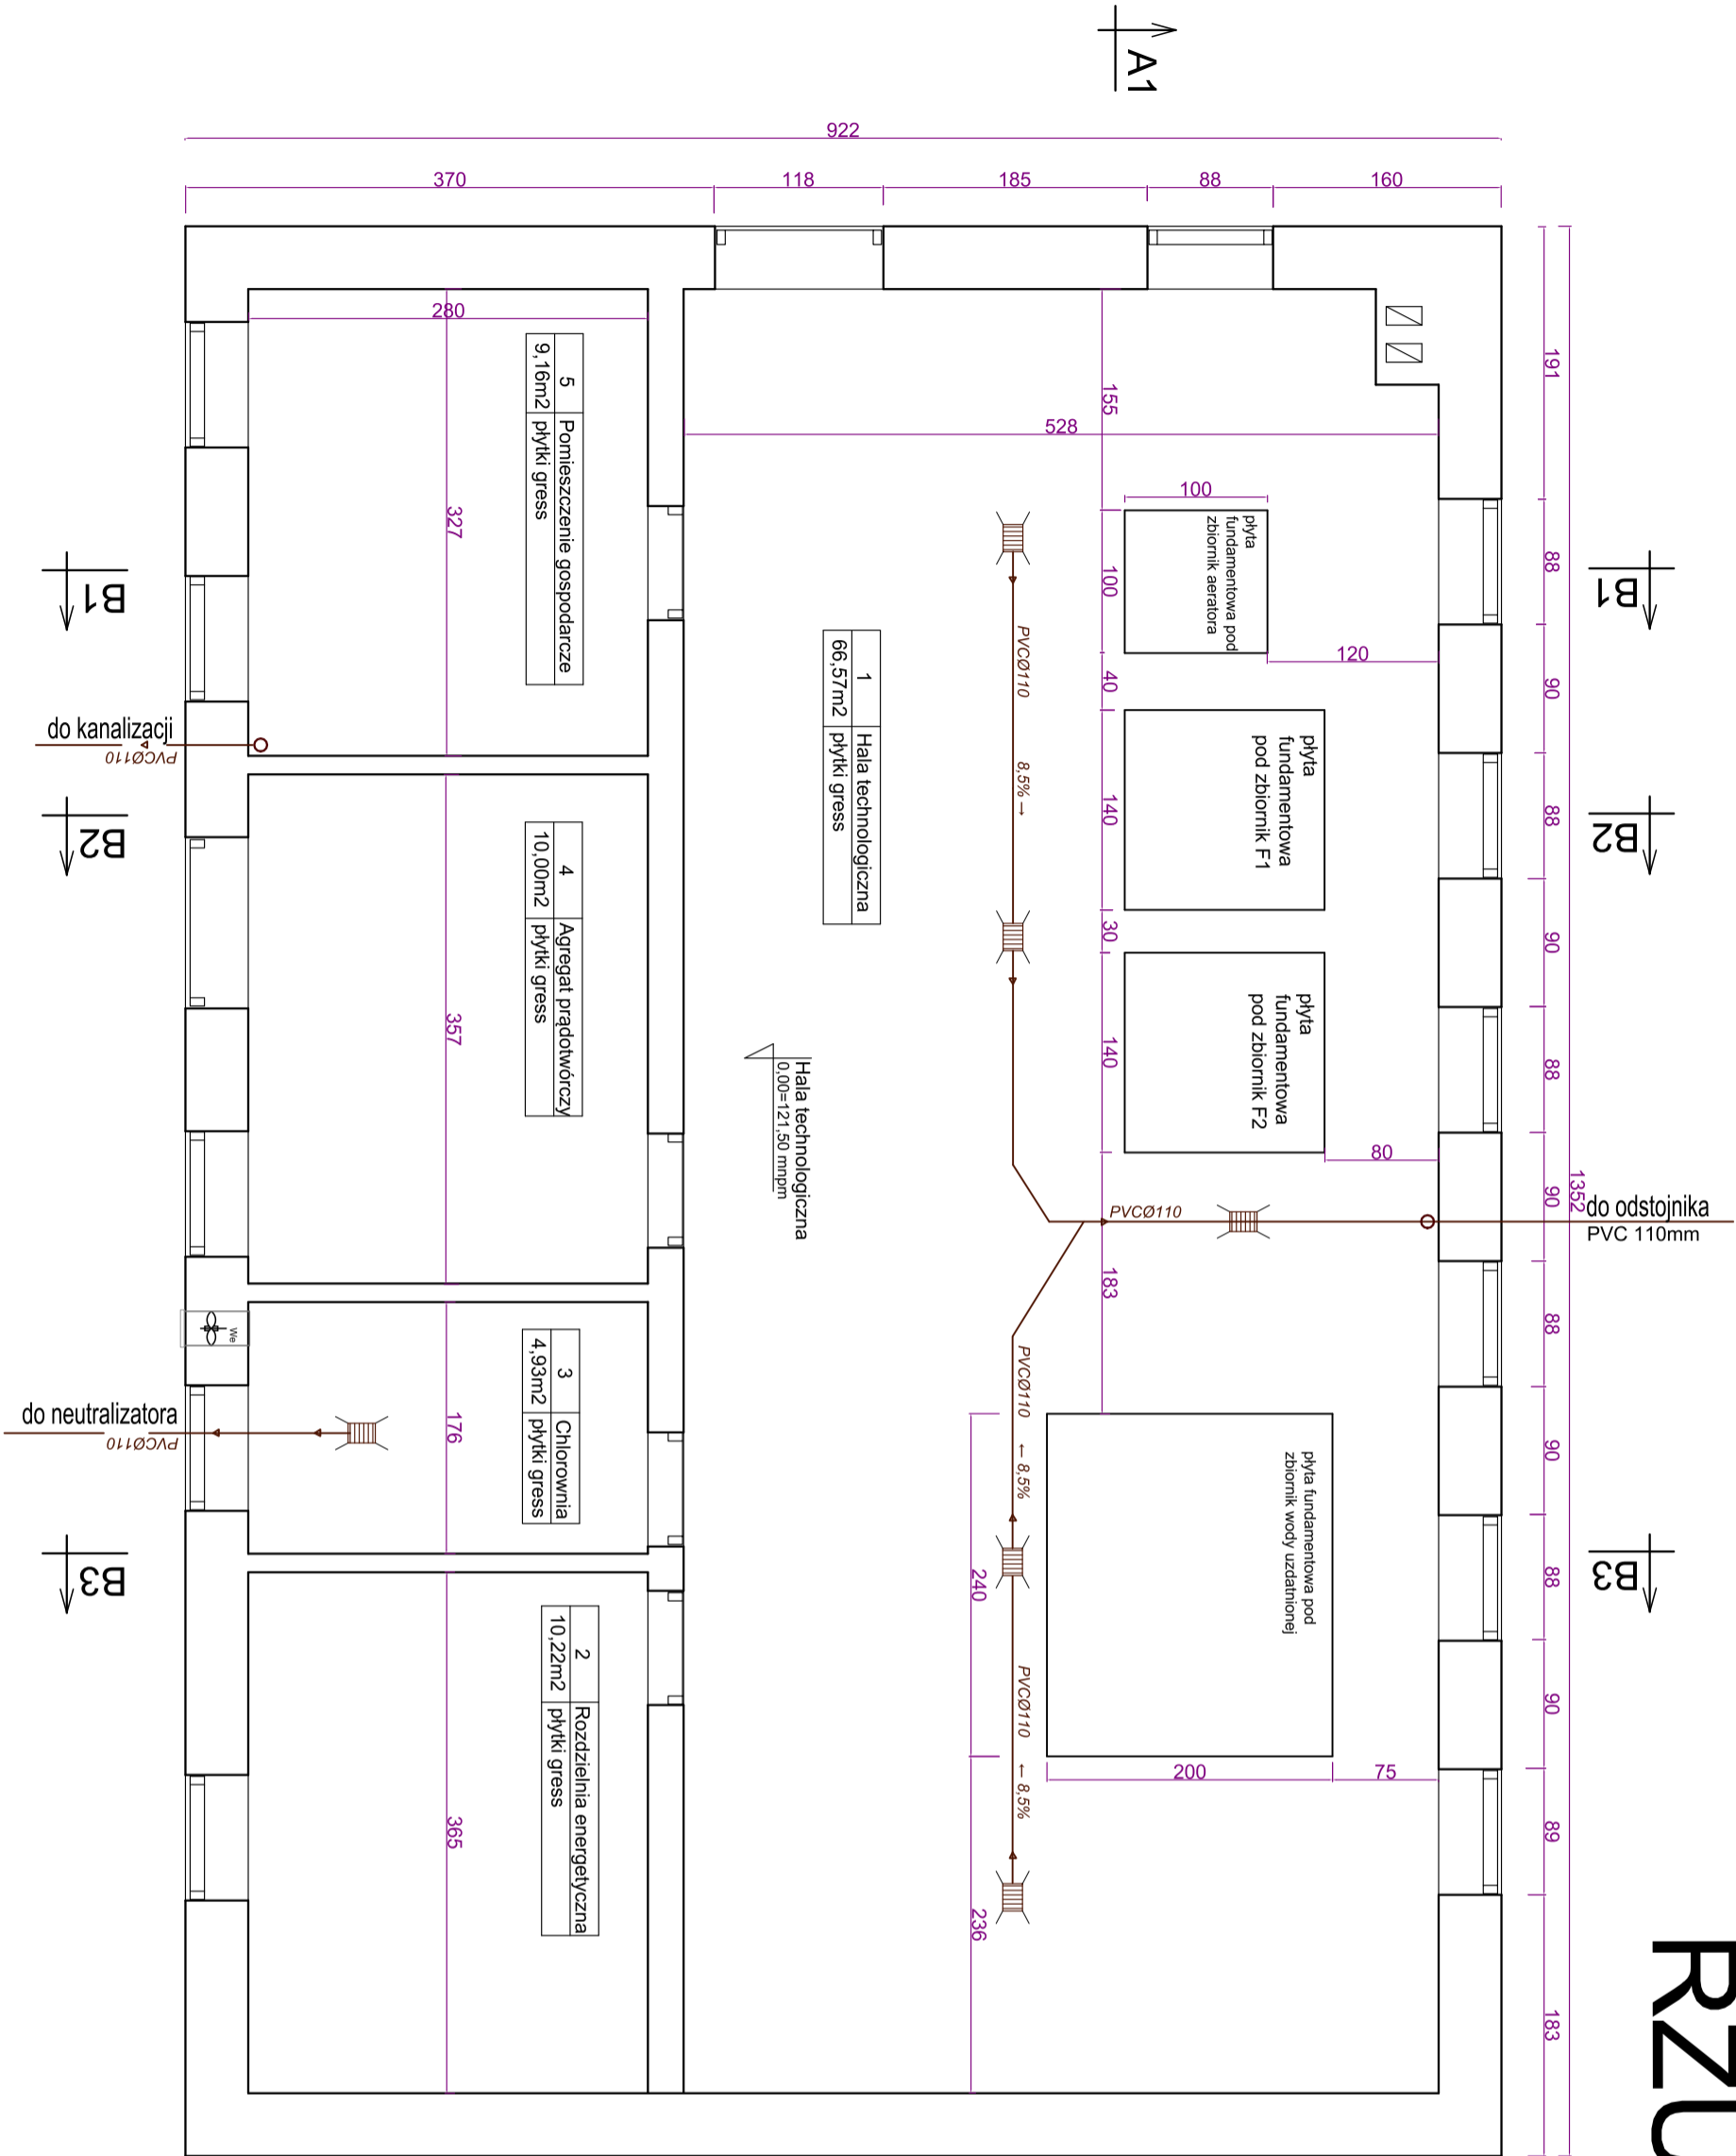 A1
922
370
118
185
88
160
1352
191
88
90
88
90
88
90
88
90
88
90
89
183
280
327
5
Pomieszczenie gospodarcze
9,16m2
płytki gress
528
155
100
100
płyta
fundamentowa pod
zbiornik aeratora
120
40
140
płyta
fundamentowa
pod zbiornik F1
30
140
płyta
fundamentowa
pod zbiornik F2
80
183
B1
B1
B2
B2
B3
B3
PVCØ110
8,5% →
1
Hala technologiczna
66,57m2
płytki gress
do kanalizacji
PVCØ110
4
Agregat prądotwórczy
10,00m2
płytki gress
357
Hala technologiczna
0,00=121,50 mnpm
PVCØ110
do odstojnika
PVC 110mm
We
3
Chlorownia
4,93m2
płytki gress
176
do neutralizatora
PVCØ110
PVCØ110
← 8,5%
płyta fundamentowa pod
zbiornik wody uzdatnionej
240
200
75
PVCØ110
← 8,5%
236
2
Rozdzielnia energetyczna
10,22m2
płytki gress
365
RZU